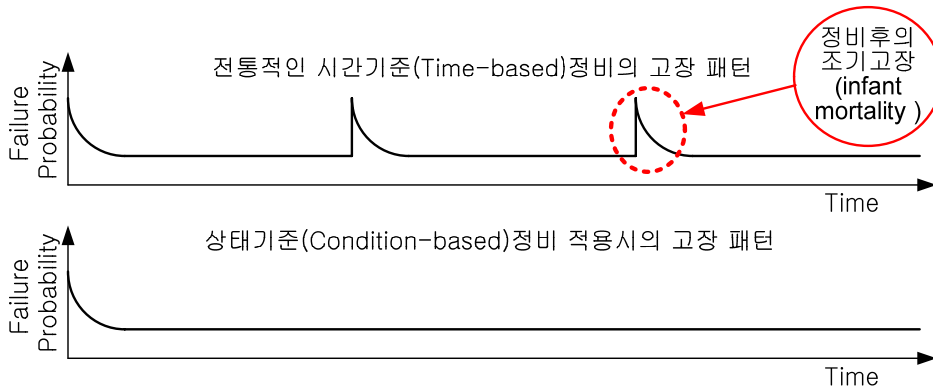 전통적인 시간기준(Time-based)정비의 고장 패턴
정비후의
조기고장
(infant
mortality )
Failure
Probability
Time
상태기준(Condition-based)정비 적용시의 고장 패턴
Failure
Probability
Time